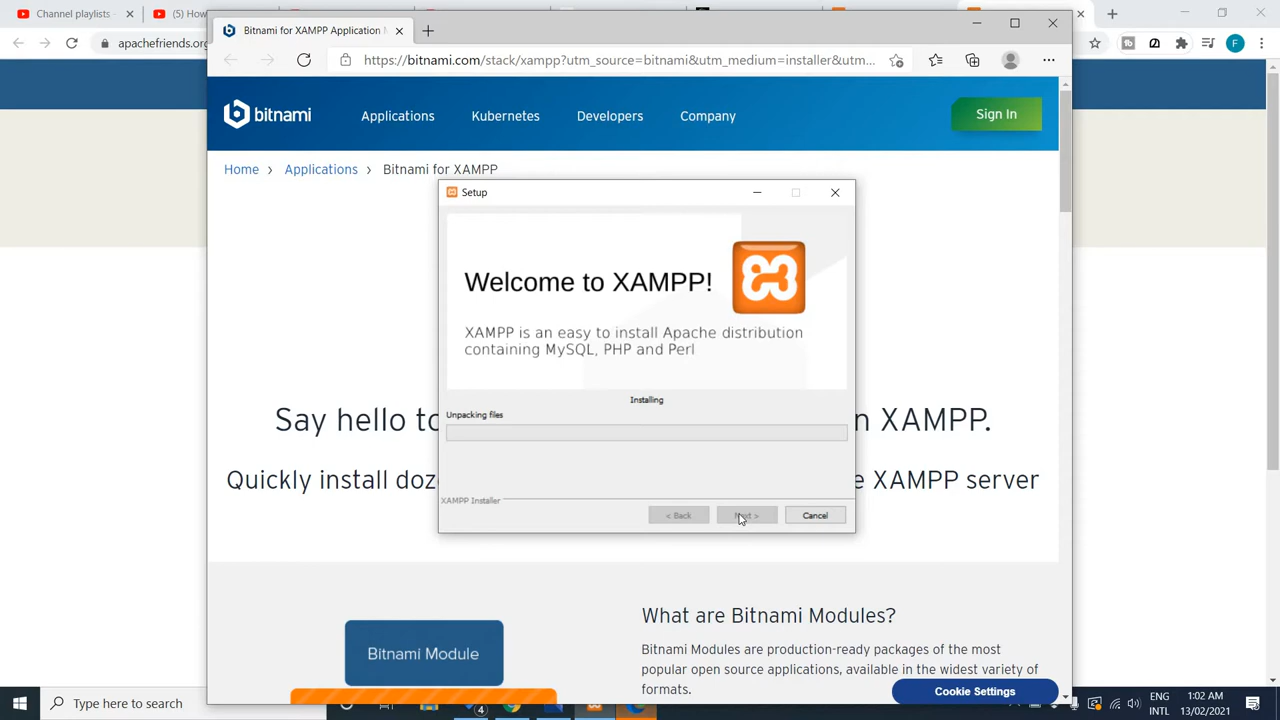 Channel playlists -
(5) How
Bitnami for XAMPP Application M
apachefriends.org
https://bitnami.com/stack/xampp?utm_source=bitnami&utm_medium=installer&utm...
F
bitnami
Applications
Kubernetes
Developers
Company
Sign In
Home › Applications › Bitnami for XAMPP
Setup
Welcome to XAMPP!
XAMPP is an easy to install Apache distribution
containing MySQL, PHP and Perl
Installing
Unpacking files
Say hello to
n XAMPP.
Quickly install doz
e XAMPP server
XAMPP Installer
< Back
Next >
Cancel
What are Bitnami Modules?
Bitnami Module
Bitnami Modules are production-ready packages of the most
popular open source applications, available in the widest variety of
formats.
Cookie Settings
Type here to search
ENG
INTL
1:02 AM
13/02/2021